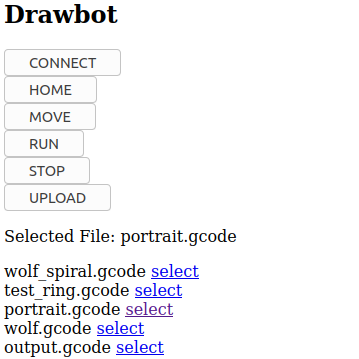 Drawbot
CONNECT
HOME
MOVE
RUN
STOP
UPLOAD
Selected File: portrait.gcode
wolf_spiral.gcode select
test_ring.gcode select
portrait.gcode select
wolf.gcode select
output.gcode select